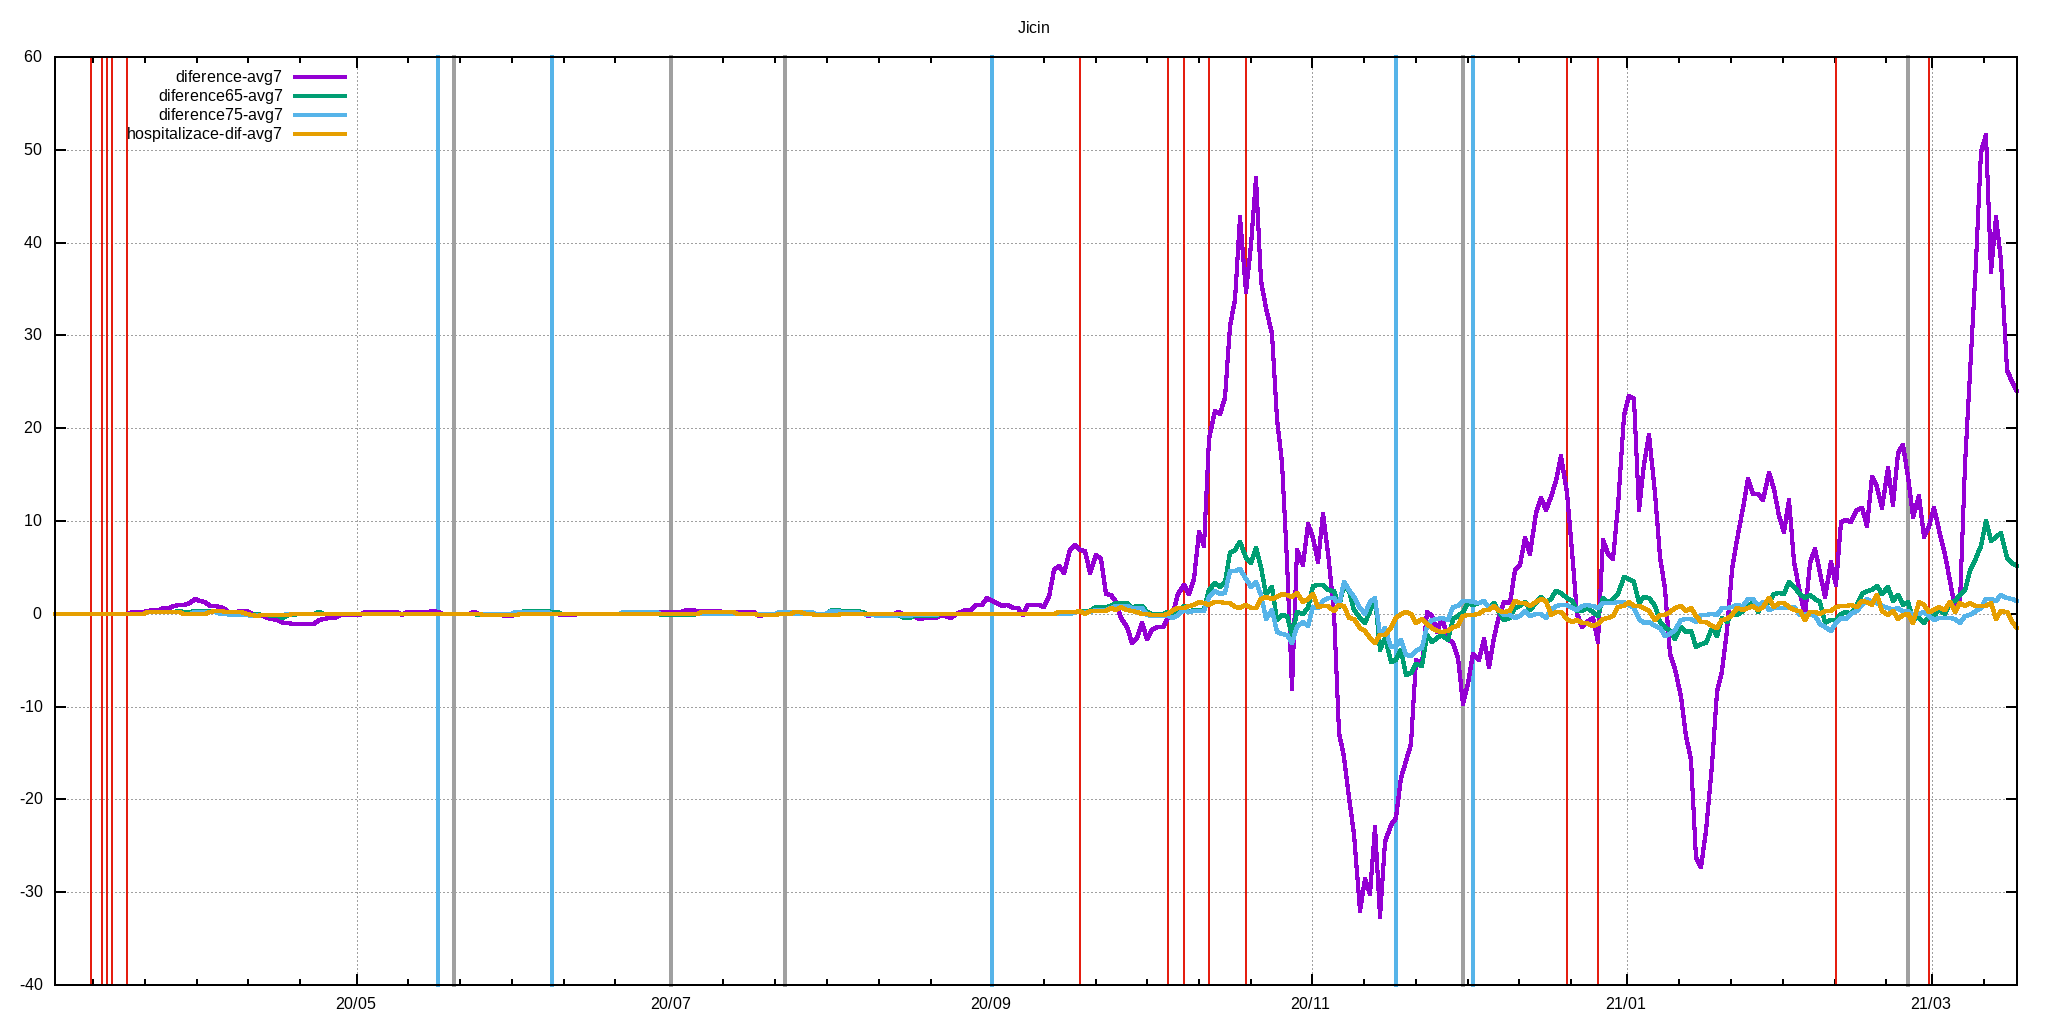 Jicin
60
diference-avg7
diference65-avg7
diference75-avg7
hospitalizace-dif-avg7
50
40
30
20
10
0
-10
-20
-30
-40
20/05 20/07 20/09 20/11 21/01 21/03